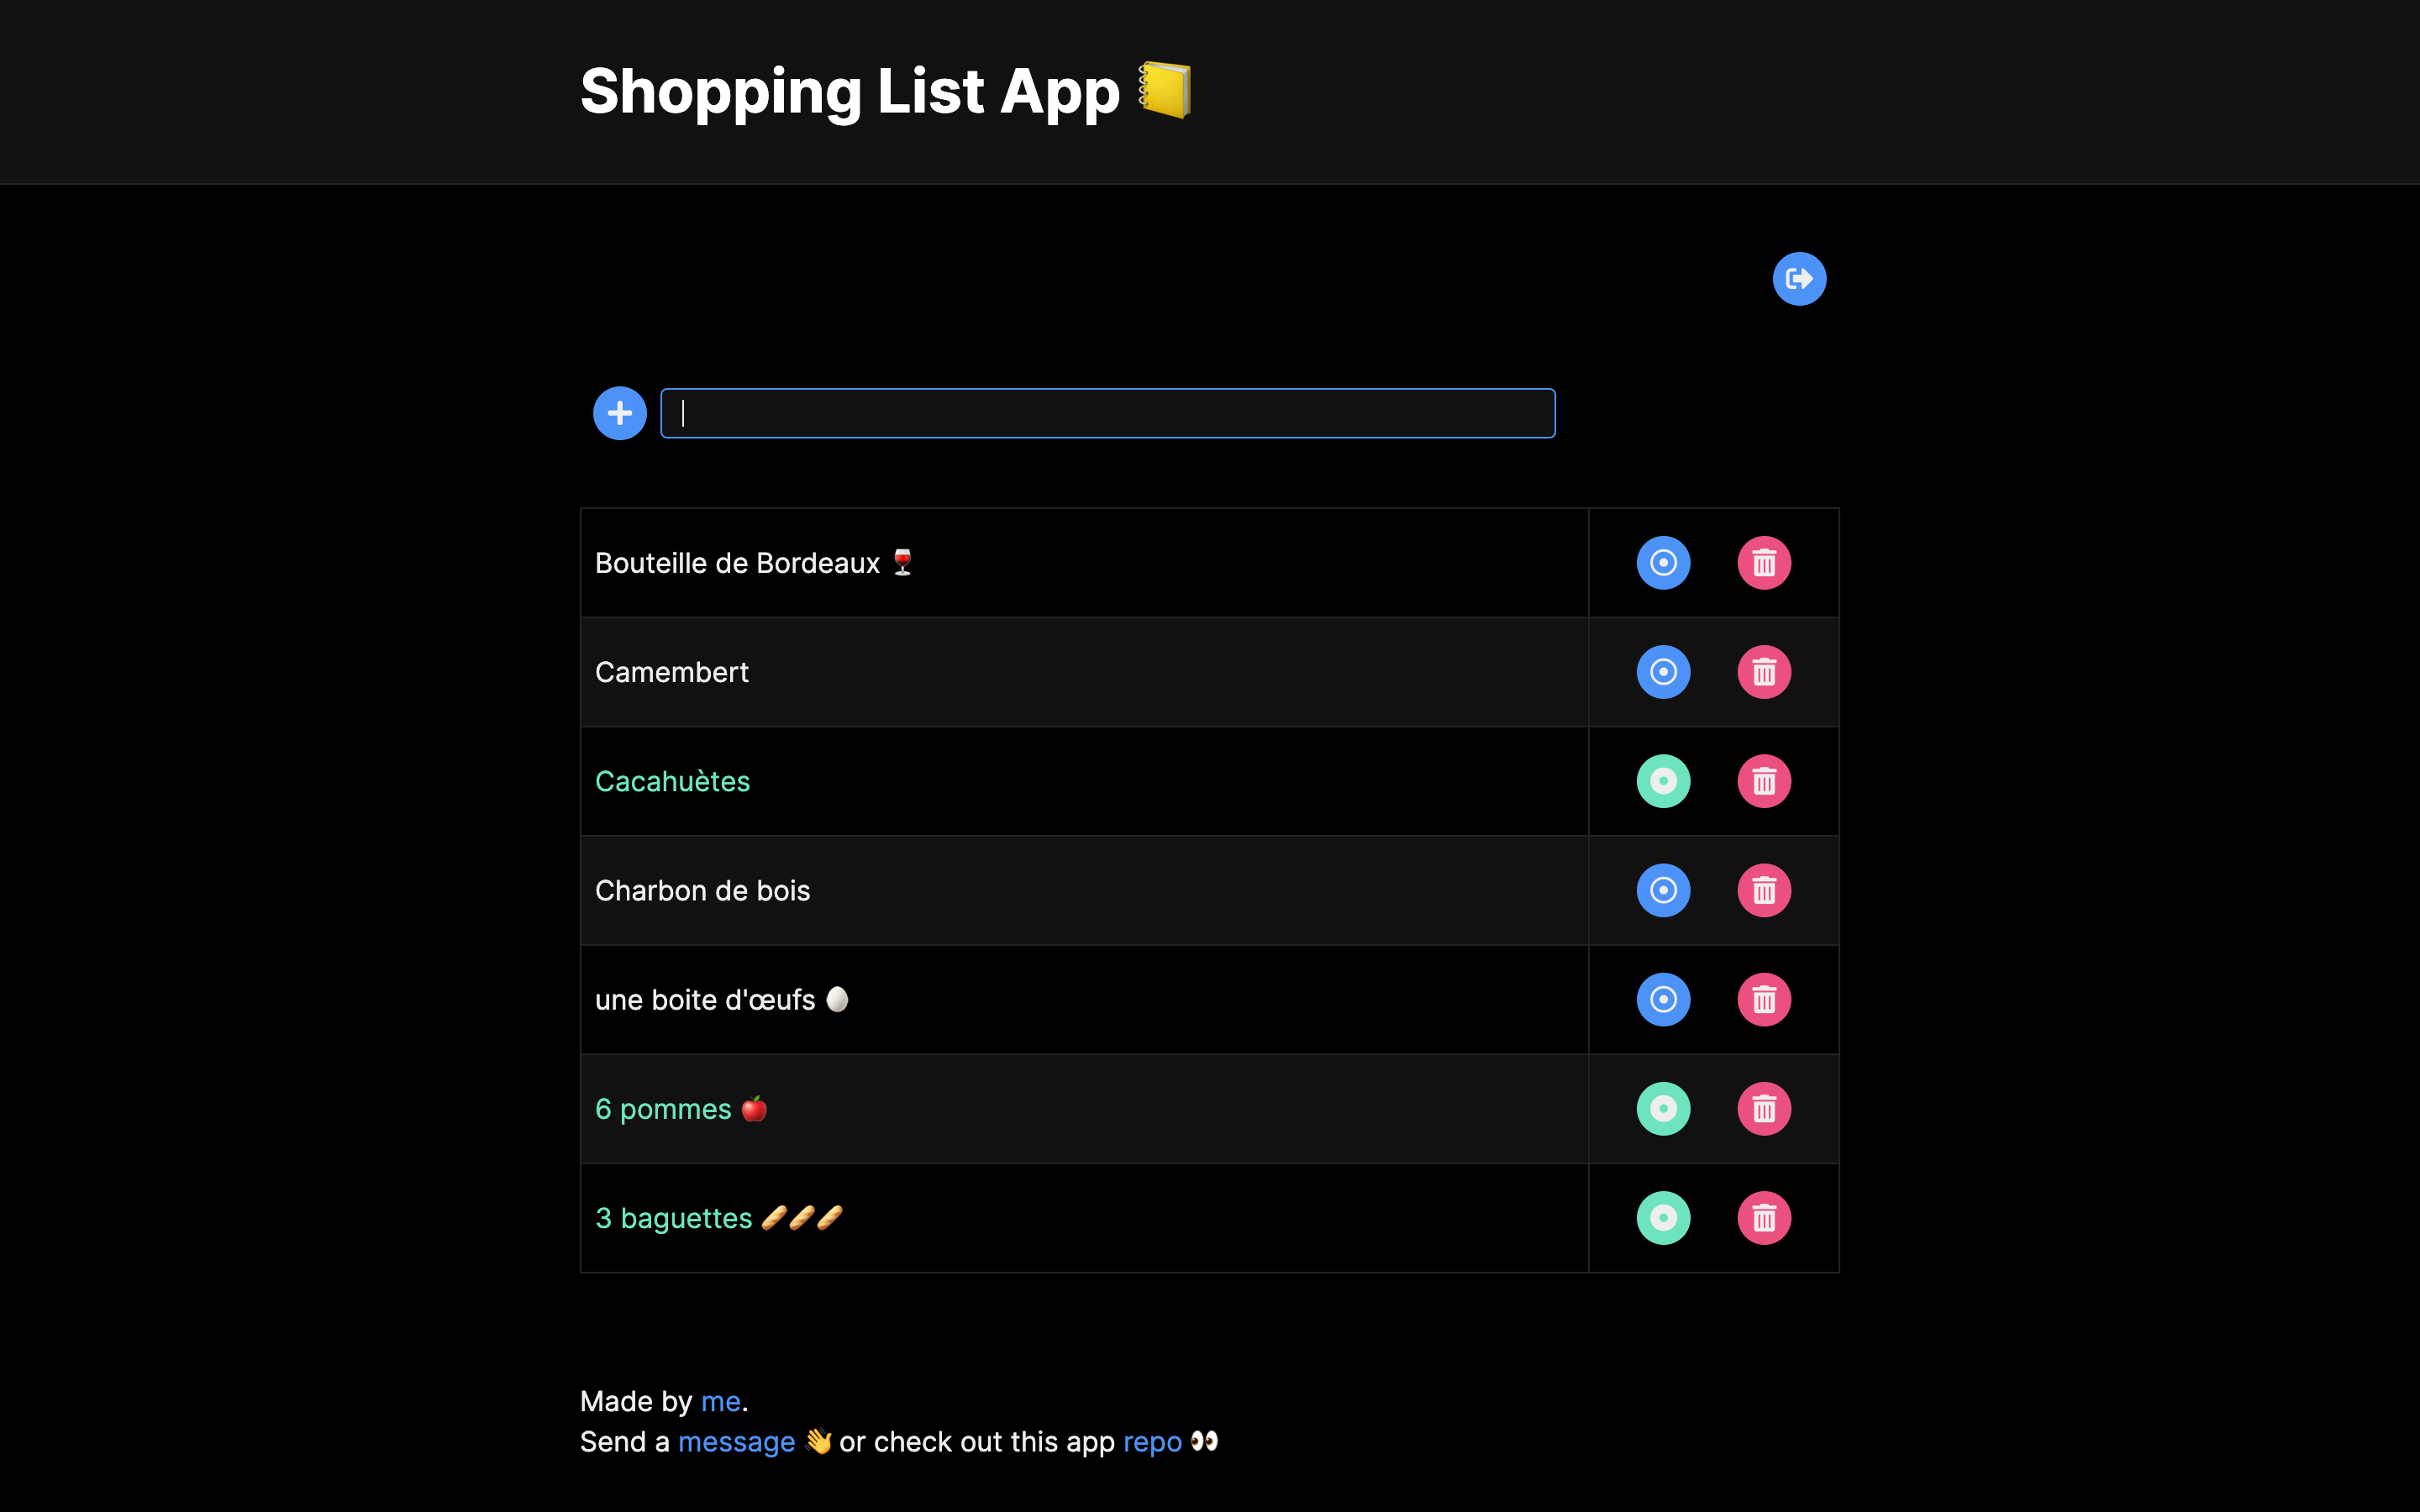 Shopping List App 📒
Bouteille de Bordeaux 🍷
Camembert
Cacahuètes
Charbon de bois
une boite d'œufs 🥚
6 pommes 🍎
3 baguettes 🥖🥖🥖
Made by me.
Send a message 👋 or check out this app repo 👀